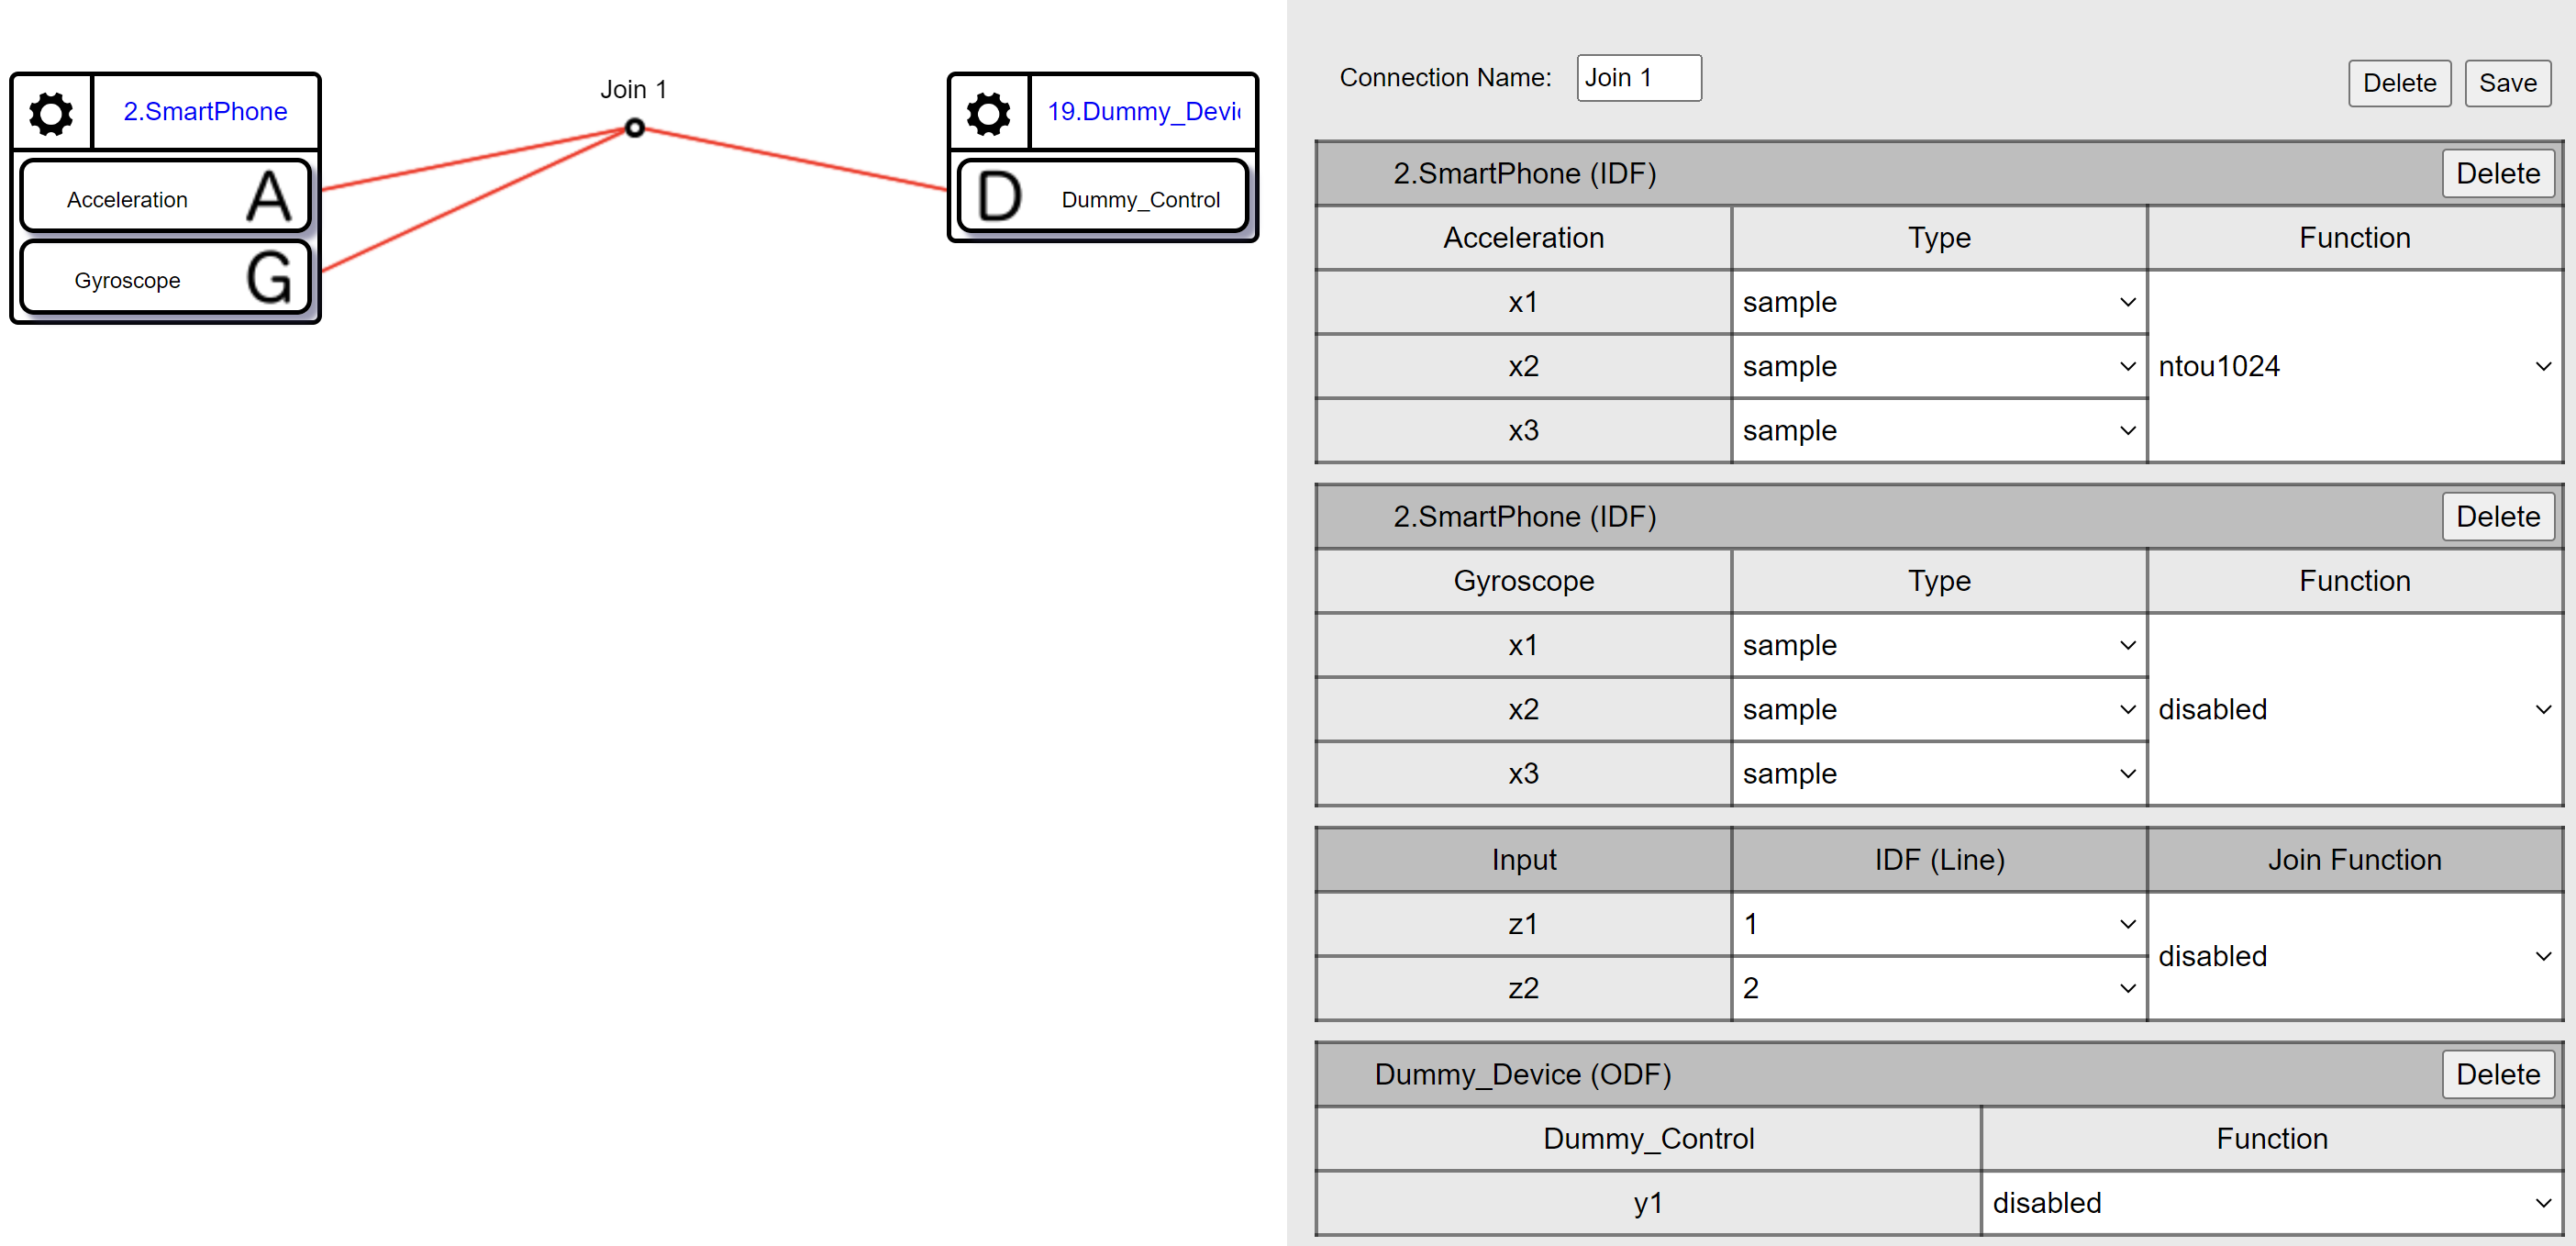 2.SmartPhone
Acceleration A
Gyroscope G
Join 1
19.Dummy_Devi
D Dummy_Control
Connection Name: Join 1
Delete Save
2.SmartPhone (IDF) Delete
Acceleration Type Function
x1 sample
x2 sample ntou1024
x3 sample
2.SmartPhone (IDF) Delete
Gyroscope Type Function
x1 sample
x2 sample disabled
x3 sample
Input IDF (Line) Join Function
z1 1
disabled
z2 2
Dummy_Device (ODF) Delete
Dummy_Control Function
y1 disabled